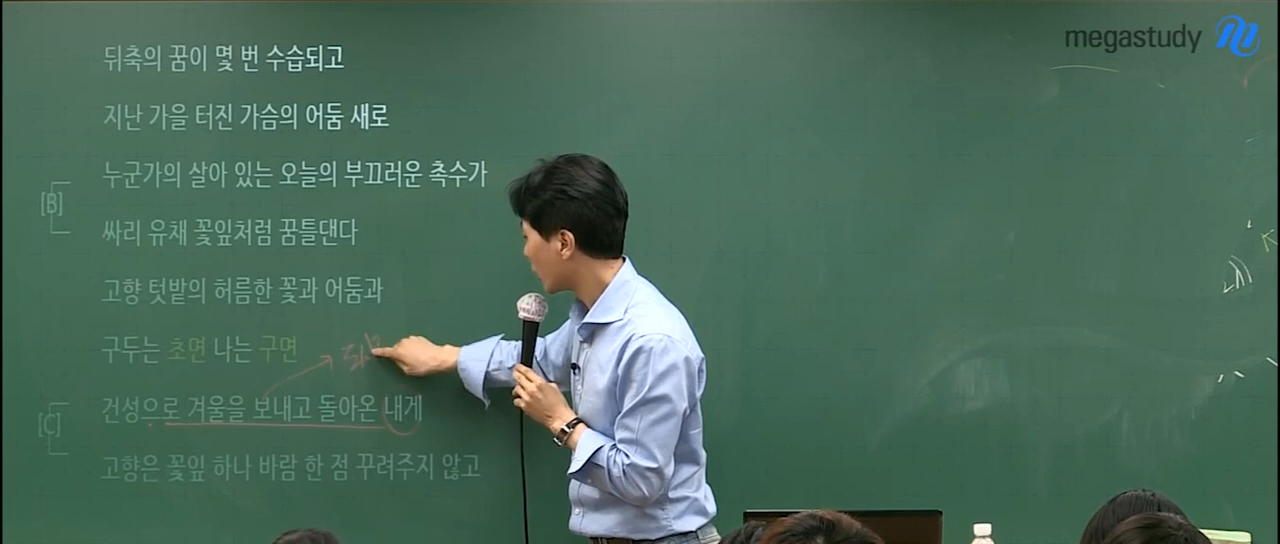 megastudy
뒤축의 꿈이 몇 번 수습되고
지난 가을 터진 가슴의 어둠 새로
누군가의 살아 있는 오늘의 부끄러운 촉수가
[B]
싸리 유채 꽃잎처럼 꿈틀댄다
고향 텃밭의 허름한 꽃과 어둠과
구두는 초면 나는 구면
건성으로 겨울을 보내고 돌아온 내게
[C]
고향은 꽃잎 하나 바람 한 점 꾸려주지 않고